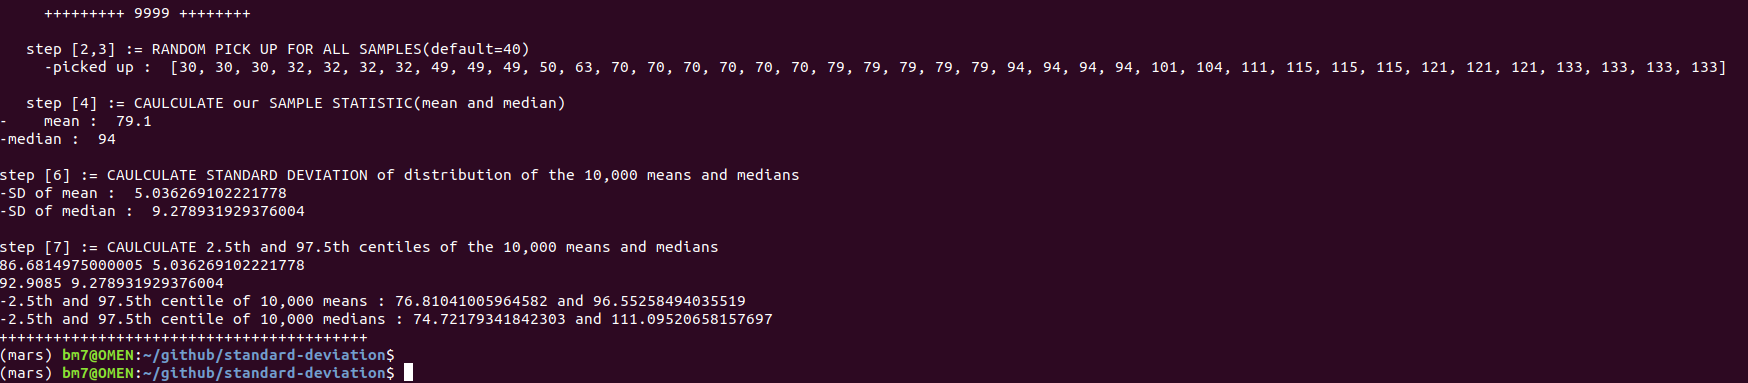 +++++++++ 9999 ++++++++
step [2,3] := RANDOM PICK UP FOR ALL SAMPLES(default=40)
-picked up :  [30, 30, 30, 32, 32, 32, 32, 49, 49, 49, 50, 63, 70, 70, 70, 70, 70, 70, 79, 79, 79, 79, 79, 94, 94, 94, 94, 101, 104, 111, 115, 115, 115, 121, 121, 121, 133, 133, 133, 133]
step [4] := CAULCULATE our SAMPLE STATISTIC(mean and median)
-    mean :  79.1
-median :  94
step [6] := CAULCULATE STANDARD DEVIATION of distribution of the 10,000 means and medians
-SD of mean :  5.036269102221778
-SD of median :  9.278931929376004
step [7] := CAULCULATE 2.5th and 97.5th centiles of the 10,000 means and medians
86.6814975000005 5.036269102221778
92.9085 9.278931929376004
-2.5th and 97.5th centile of 10,000 means : 76.81041005964582 and 96.55258494035519
-2.5th and 97.5th centile of 10,000 medians : 74.72179341842303 and 111.09520658157697
+++++++++++++++++++++++++++++++++++++++++
(mars) bm7@OMEN:~/github/standard-deviation$
(mars) bm7@OMEN:~/github/standard-deviation$